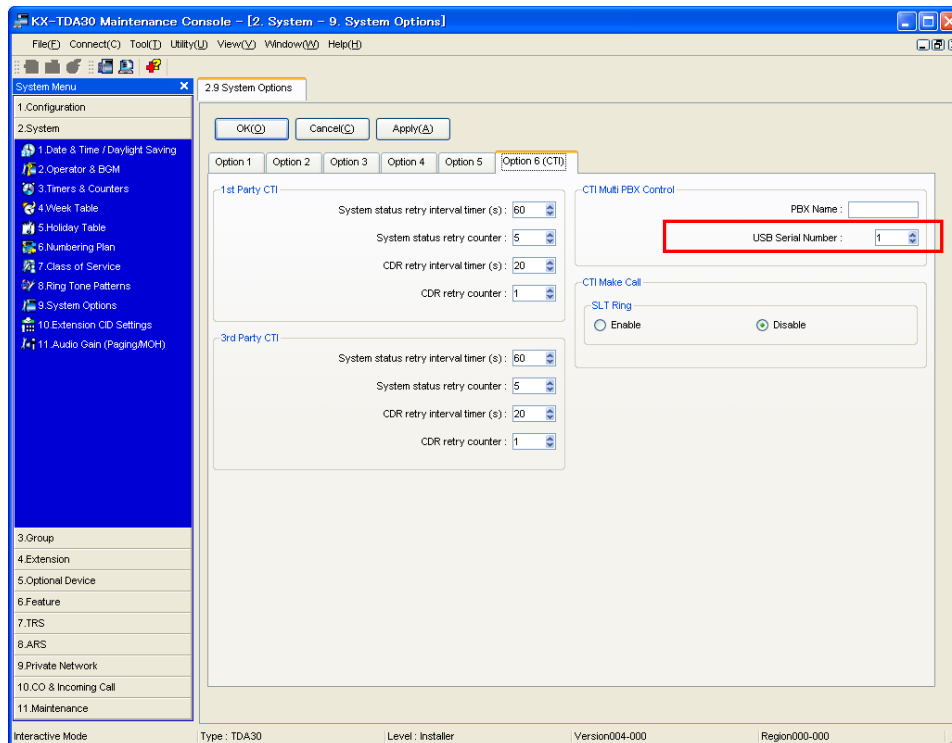 KX-TDA30 Maintenance Console - [2. System - 9. System Options]
File(F) Connect(C) Tool(T) Utility(U) View(V) Window(W) Help(H)
System Menu
1.Configuration
2.System
1.Date & Time / Daylight Saving
2.Operator & BGM
3.Timers & Counters
4.Week Table
5.Holiday Table
6.Numbering Plan
7.Class of Service
8.Ring Tone Patterns
9.System Options
10.Extension CID Settings
11.Audio Gain (Paging/MOH)
3.Group
4.Extension
5.Optional Device
6.Feature
7.TRS
8.ARS
9.Private Network
10.CO & Incoming Call
11.Maintenance
2.9 System Options
OK(O) Cancel(C) Apply(A)
Option 1 Option 2 Option 3 Option 4 Option 5 Option 6 (CTI)
1st Party CTI
System status retry interval timer (s) : 60
System status retry counter : 5
CDR retry interval timer (s) : 20
CDR retry counter : 1
3rd Party CTI
System status retry interval timer (s) : 60
System status retry counter : 5
CDR retry interval timer (s) : 20
CDR retry counter : 1
CTI Multi PBX Control
PBX Name :
USB Serial Number : 1
CTI Make Call
SLT Ring
Enable Disable
Interactive Mode Type : TDA30 Level : Installer Version004-000 Region000-000